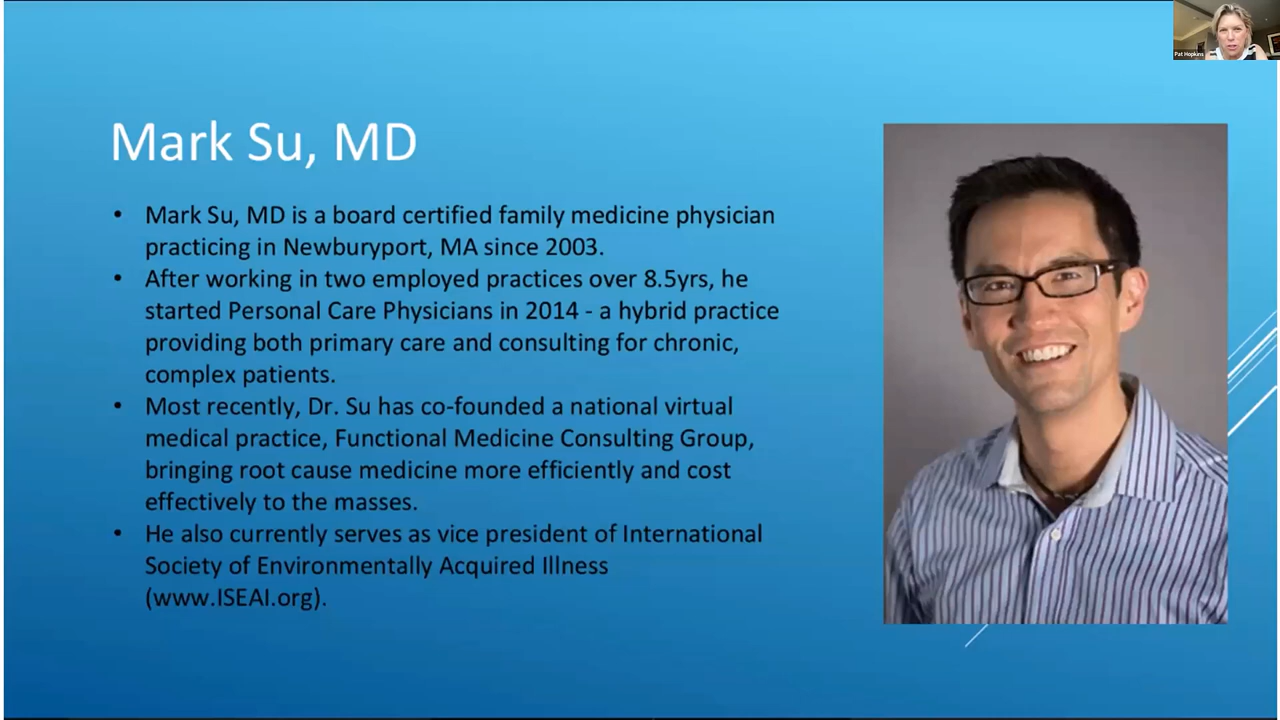 Pat Hopkins
Mark Su, MD
• Mark Su, MD is a board certified family medicine physician
practicing in Newburyport, MA since 2003.
• After working in two employed practices over 8.5yrs, he
started Personal Care Physicians in 2014 - a hybrid practice
providing both primary care and consulting for chronic,
complex patients.
• Most recently, Dr. Su has co-founded a national virtual
medical practice, Functional Medicine Consulting Group,
bringing root cause medicine more efficiently and cost
effectively to the masses.
• He also currently serves as vice president of International
Society of Environmentally Acquired Illness
(www.ISEAI.org).